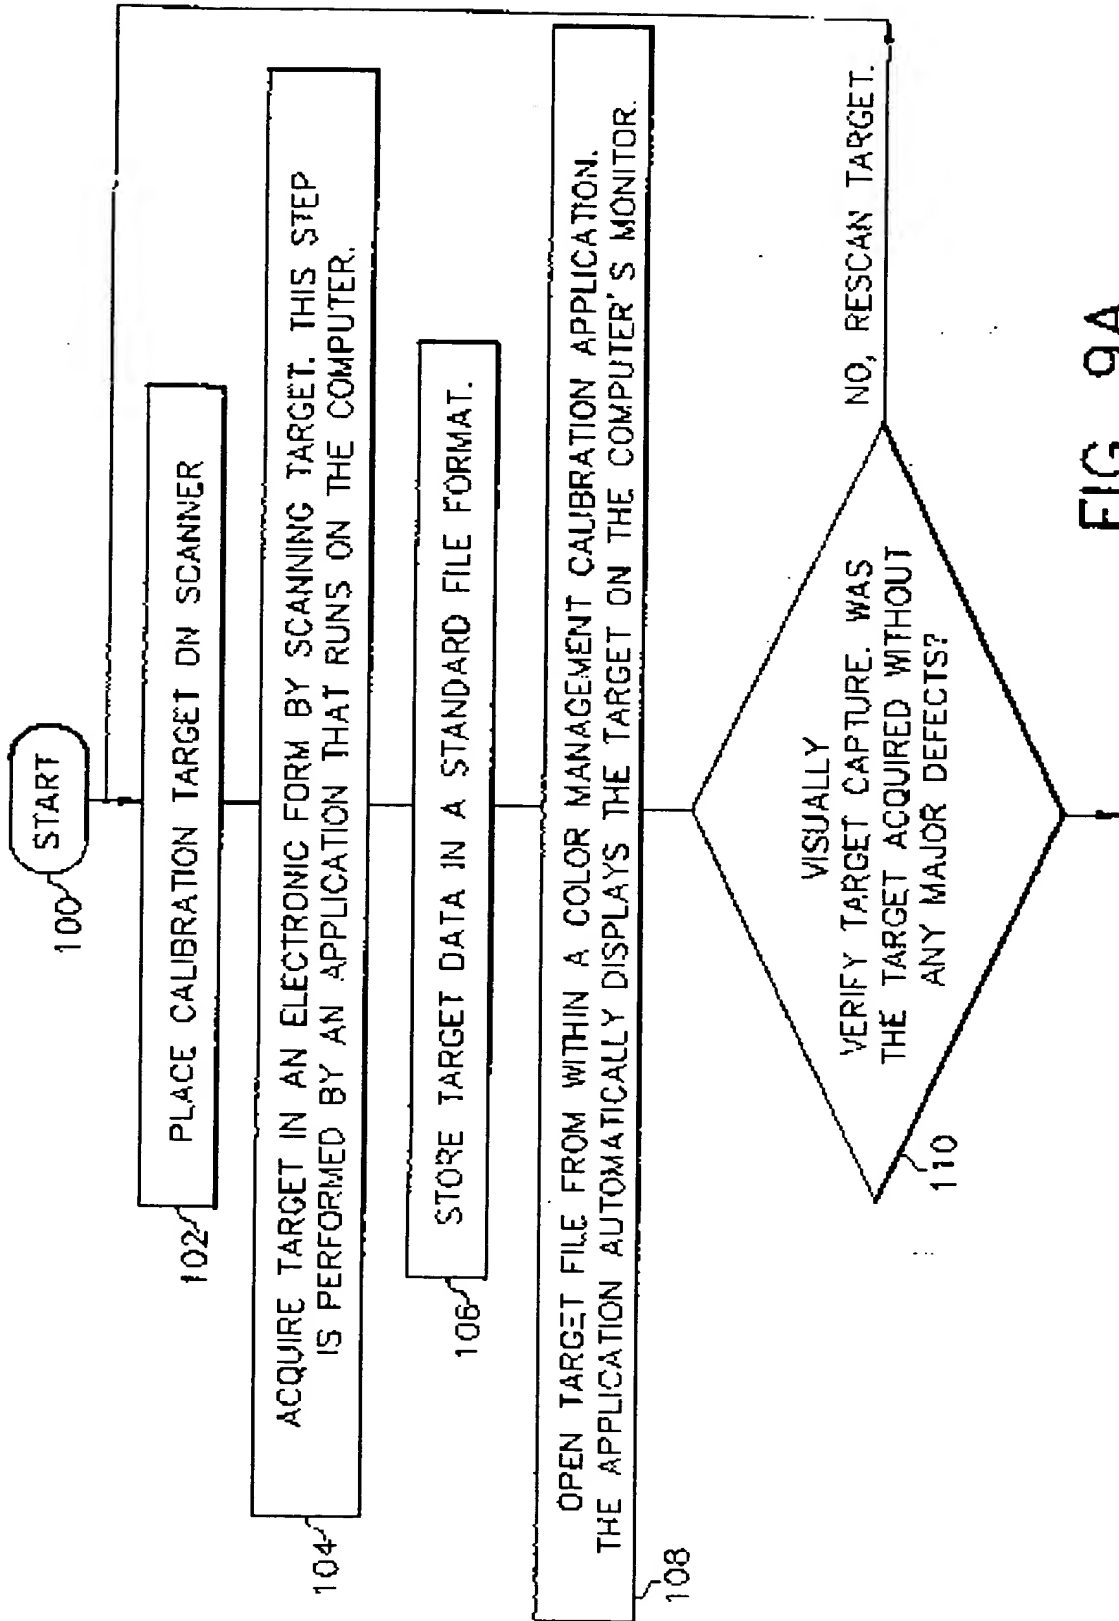 START
100
PLACE CALIBRATION TARGET ON SCANNER
102
ACQUIRE TARGET IN AN ELECTRONIC FORM BY SCANNING TARGET. THIS STEP
IS PERFORMED BY AN APPLICATION THAT RUNS ON THE COMPUTER.
104
STORE TARGET DATA IN A STANDARD FILE FORMAT.
106
OPEN TARGET FILE FROM WITHIN A COLOR MANAGEMENT CALIBRATION APPLICATION.
THE APPLICATION AUTOMATICALLY DISPLAYS THE TARGET ON THE COMPUTER'S MONITOR.
108
VISUALLY
VERIFY TARGET CAPTURE. WAS
THE TARGET ACQUIRED WITHOUT
ANY MAJOR DEFECTS?
110
NO, RESCAN TARGET.
FIG 9A